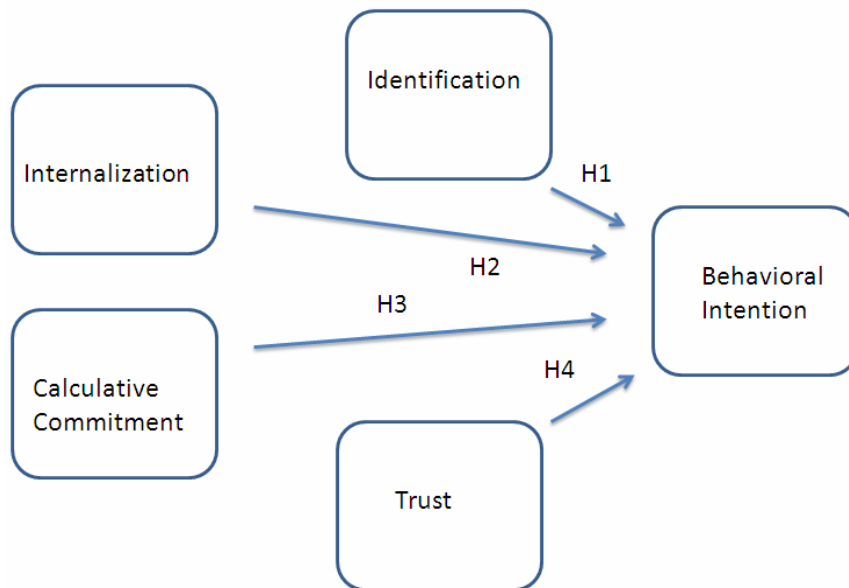 Identification
Internalization
H1
H2
Behavioral
Intention
H3
Calculative
Commitment
H4
Trust